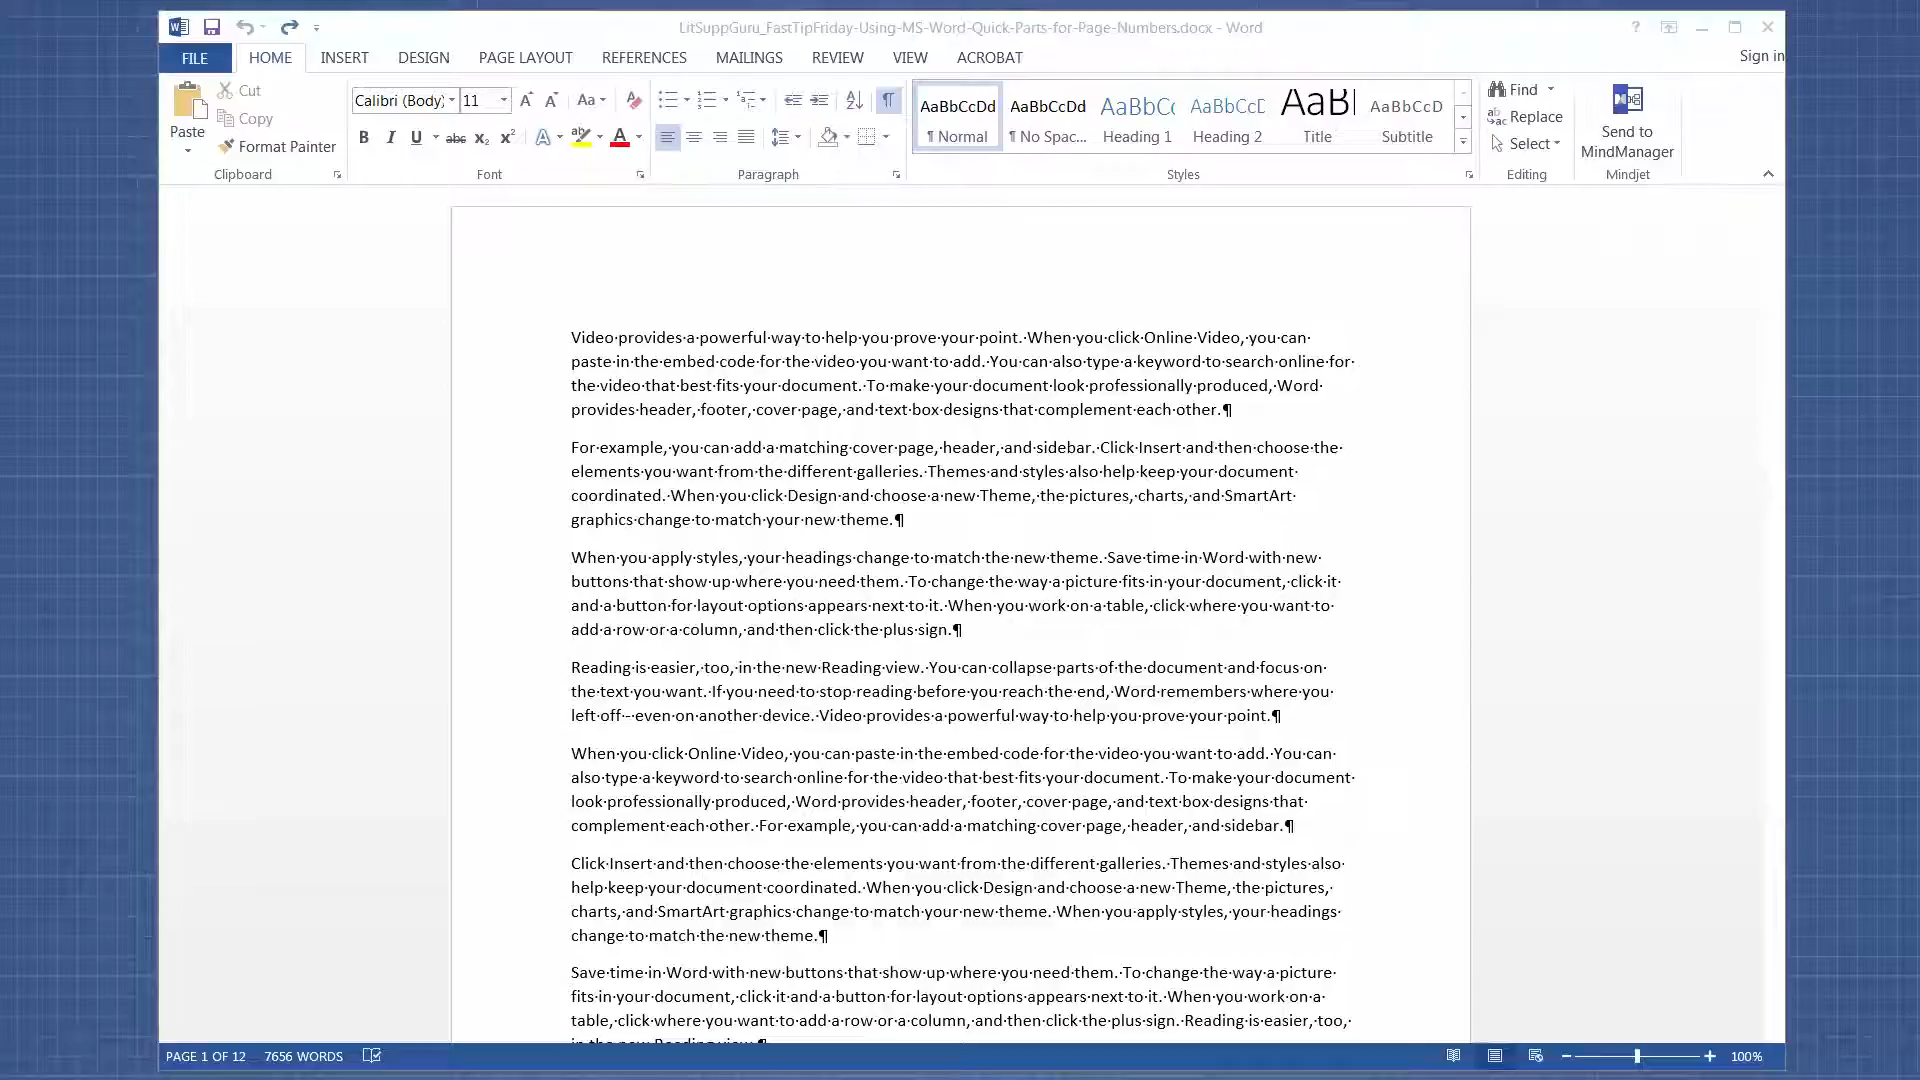 LitSuppGuru_FastTipFriday-Using-MS-Word-Quick-Parts-for-Page-Numbers.docx - Word
FILE HOME INSERT DESIGN PAGE LAYOUT REFERENCES MAILINGS REVIEW VIEW ACROBAT Sign in
Paste
Cut
Copy
Format Painter
Clipboard
Calibri (Body) 11
Font
Paragraph
AaBbCcDd AaBbCcDd AaBbCc AaBbCcD AaB AaBbCcD
¶ Normal ¶ No Spac... Heading 1 Heading 2 Title Subtitle
Styles
Find
Replace
Select
Editing
Send to
MindManager
Mindjet
Video·provides·a·powerful·way·to·help·you·prove·your·point.·When·you·click·Online·Video,·you·can·
paste·in·the·embed·code·for·the·video·you·want·to·add.·You·can·also·type·a·keyword·to·search·online·for·
the·video·that·best·fits·your·document.·To·make·your·document·look·professionally·produced,·Word·
provides·header,·footer,·cover·page,·and·text·box·designs·that·complement·each·other.¶
For·example,·you·can·add·a·matching·cover·page,·header,·and·sidebar.·Click·Insert·and·then·choose·the·
elements·you·want·from·the·different·galleries.·Themes·and·styles·also·help·keep·your·document·
coordinated.·When·you·click·Design·and·choose·a·new·Theme,·the·pictures,·charts,·and·SmartArt·
graphics·change·to·match·your·new·theme.¶
When·you·apply·styles,·your·headings·change·to·match·the·new·theme.·Save·time·in·Word·with·new·
buttons·that·show·up·where·you·need·them.·To·change·the·way·a·picture·fits·in·your·document,·click·it·
and·a·button·for·layout·options·appears·next·to·it.·When·you·work·on·a·table,·click·where·you·want·to·
add·a·row·or·a·column,·and·then·click·the·plus·sign.¶
Reading·is·easier,·too,·in·the·new·Reading·view.·You·can·collapse·parts·of·the·document·and·focus·on·
the·text·you·want.·If·you·need·to·stop·reading·before·you·reach·the·end,·Word·remembers·where·you·
left·off·-·even·on·another·device.·Video·provides·a·powerful·way·to·help·you·prove·your·point.¶
When·you·click·Online·Video,·you·can·paste·in·the·embed·code·for·the·video·you·want·to·add.·You·can·
also·type·a·keyword·to·search·online·for·the·video·that·best·fits·your·document.·To·make·your·document·
look·professionally·produced,·Word·provides·header,·footer,·cover·page,·and·text·box·designs·that·
complement·each·other.·For·example,·you·can·add·a·matching·cover·page,·header,·and·sidebar.¶
Click·Insert·and·then·choose·the·elements·you·want·from·the·different·galleries.·Themes·and·styles·also·
help·keep·your·document·coordinated.·When·you·click·Design·and·choose·a·new·Theme,·the·pictures,·
charts,·and·SmartArt·graphics·change·to·match·your·new·theme.·When·you·apply·styles,·your·headings·
change·to·match·the·new·theme.¶
Save·time·in·Word·with·new·buttons·that·show·up·where·you·need·them.·To·change·the·way·a·picture·
fits·in·your·document,·click·it·and·a·button·for·layout·options·appears·next·to·it.·When·you·work·on·a·
table,·click·where·you·want·to·add·a·row·or·a·column,·and·then·click·the·plus·sign.·Reading·is·easier,·too,·
in·the·new·Reading·view.¶
PAGE 1 OF 12 7656 WORDS 100%